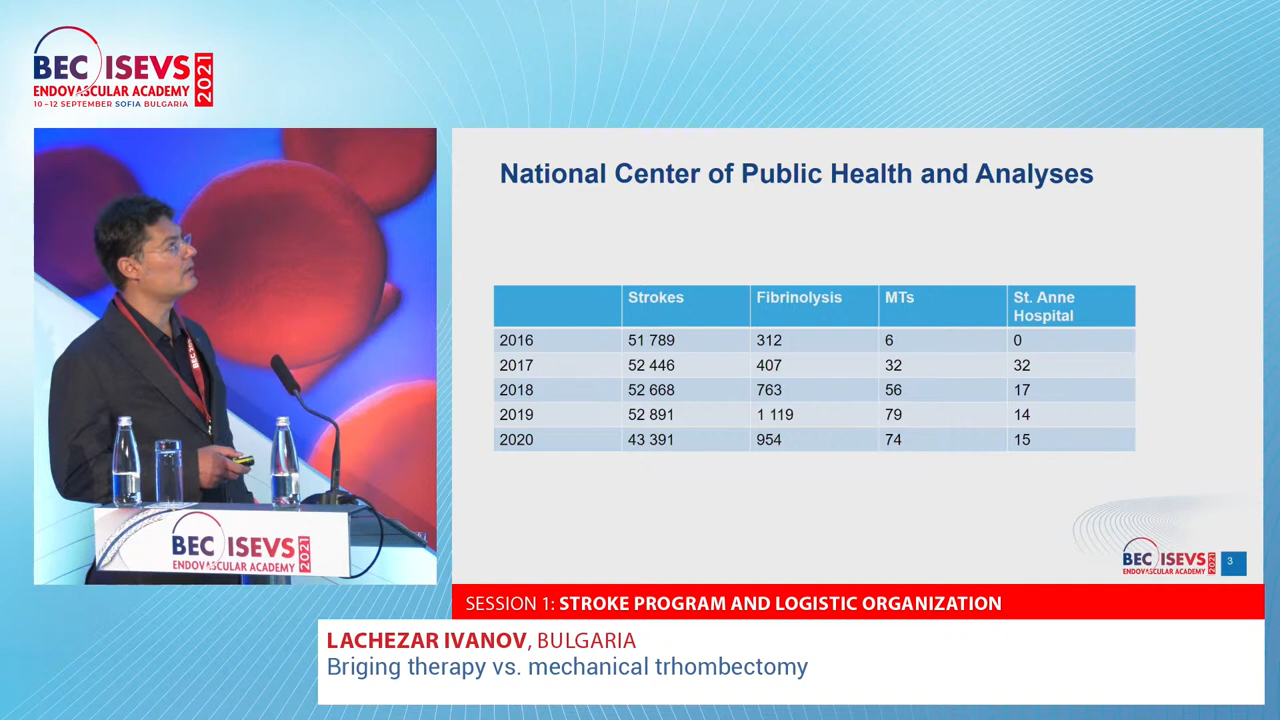 BEC ISEVS 2021
ENDOVASCULAR ACADEMY
10–12 SEPTEMBER SOFIA BULGARIA
National Center of Public Health and Analyses
Strokes Fibrinolysis MTs St. Anne Hospital
2016 51 789 312 6 0
2017 52 446 407 32 32
2018 52 668 763 56 17
2019 52 891 1 119 79 14
2020 43 391 954 74 15
BEC ISEVS 2021
ENDOVASCULAR ACADEMY
3
BEC ISEVS 2021
ENDOVASCULAR ACADEMY
SESSION 1: STROKE PROGRAM AND LOGISTIC ORGANIZATION
LACHEZAR IVANOV, BULGARIA
Briging therapy vs. mechanical trhombectomy